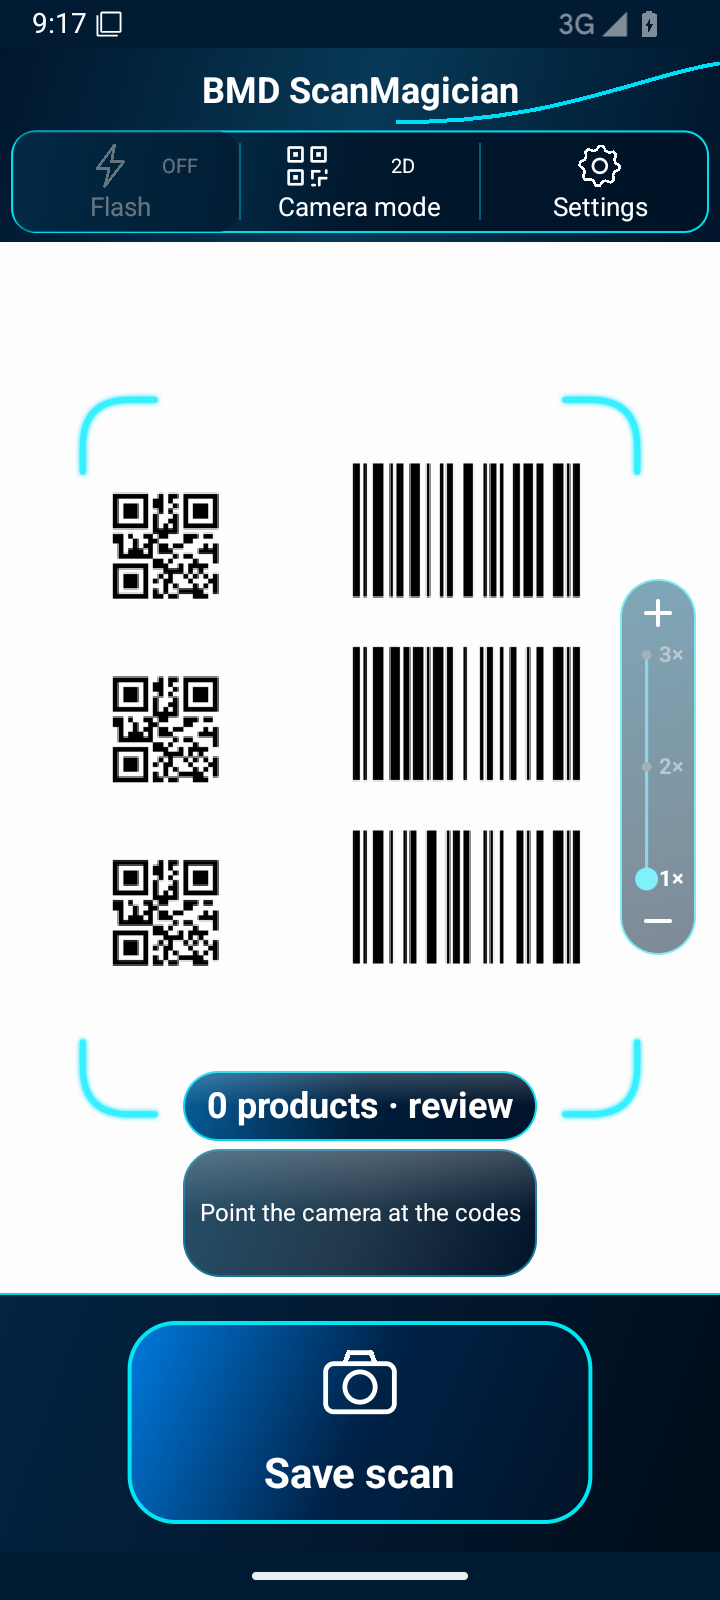 9:17
3G
BMD ScanMagician
OFF
Flash
2D
Camera mode
Settings
3×
2×
1×
0 products · review
Point the camera at the codes
Save scan